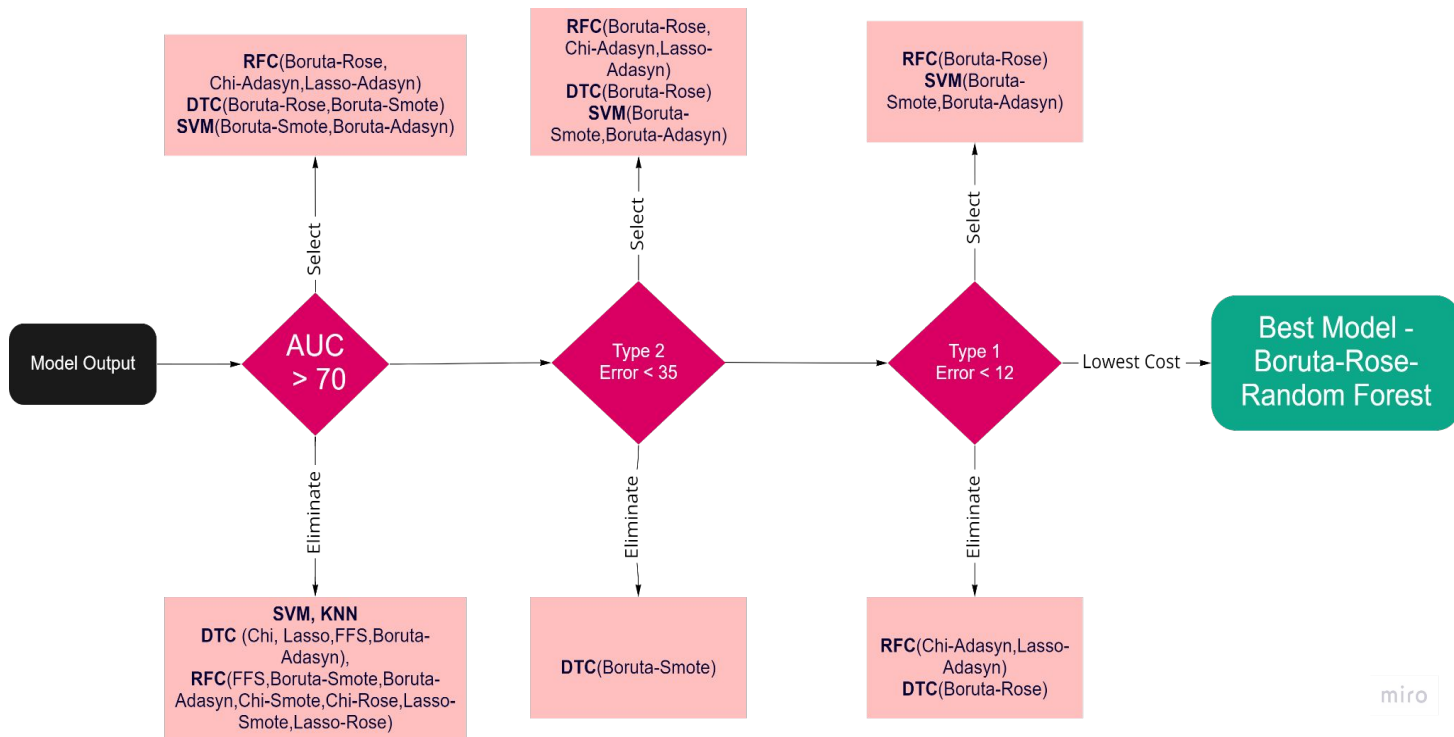 RFC(Boruta-Rose,
Chi-Adasyn,Lasso-Adasyn)
DTC(Boruta-Rose,Boruta-Smote)
SVM(Boruta-Smote,Boruta-Adasyn)
RFC(Boruta-Rose,
Chi-Adasyn,Lasso-
Adasyn)
DTC(Boruta-Rose)
SVM(Boruta-
Smote,Boruta-Adasyn)
RFC(Boruta-Rose)
SVM(Boruta-
Smote,Boruta-Adasyn)
Select
Select
Select
Model Output
AUC
> 70
Type 2
Error < 35
Type 1
Error < 12
Lowest Cost
Best Model -
Boruta-Rose-
Random Forest
Eliminate
Eliminate
Eliminate
SVM, KNN
DTC (Chi, Lasso,FFS,Boruta-
Adasyn),
RFC(FFS,Boruta-Smote,Boruta-
Adasyn,Chi-Smote,Chi-Rose,Lasso-
Smote,Lasso-Rose)
DTC(Boruta-Smote)
RFC(Chi-Adasyn,Lasso-
Adasyn)
DTC(Boruta-Rose)
miro